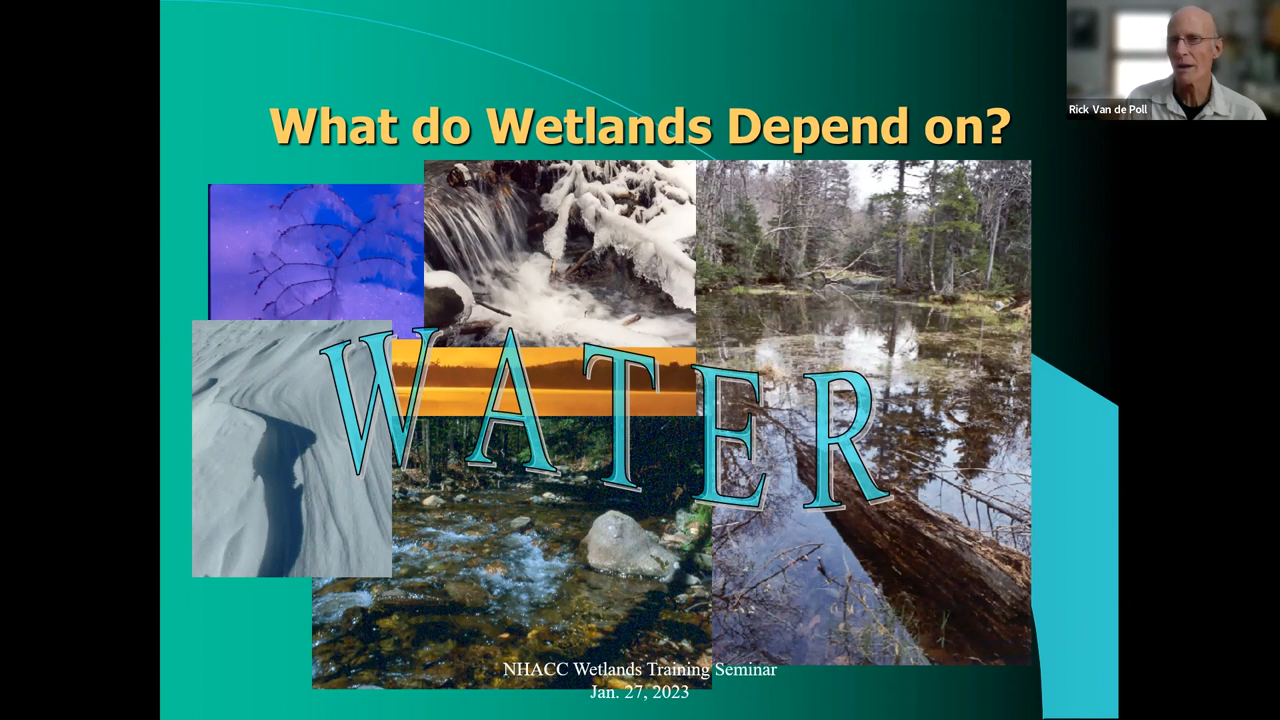 What do Wetlands Depend on?
Rick Van de Poll
WATER
NHACC Wetlands Training Seminar
Jan. 27, 2023